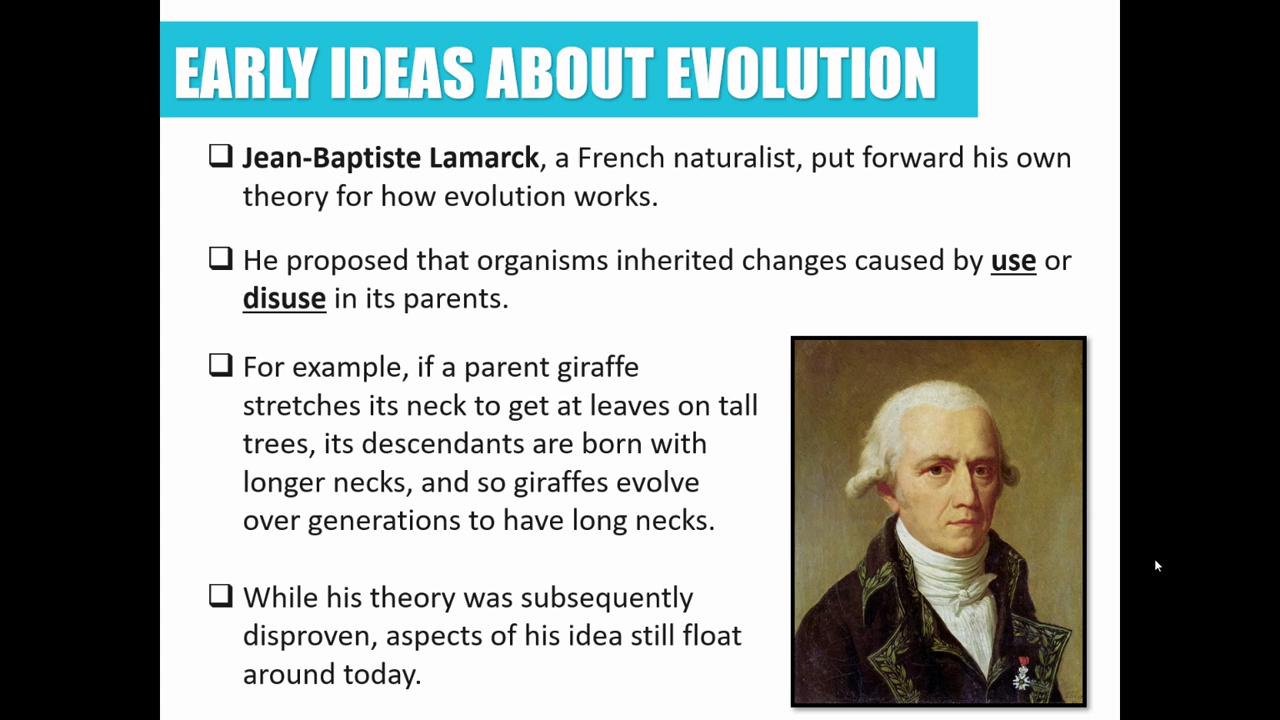 EARLY IDEAS ABOUT EVOLUTION
Jean-Baptiste Lamarck, a French naturalist, put forward his own
theory for how evolution works.
He proposed that organisms inherited changes caused by use or
disuse in its parents.
For example, if a parent giraffe
stretches its neck to get at leaves on tall
trees, its descendants are born with
longer necks, and so giraffes evolve
over generations to have long necks.
While his theory was subsequently
disproven, aspects of his idea still float
around today.